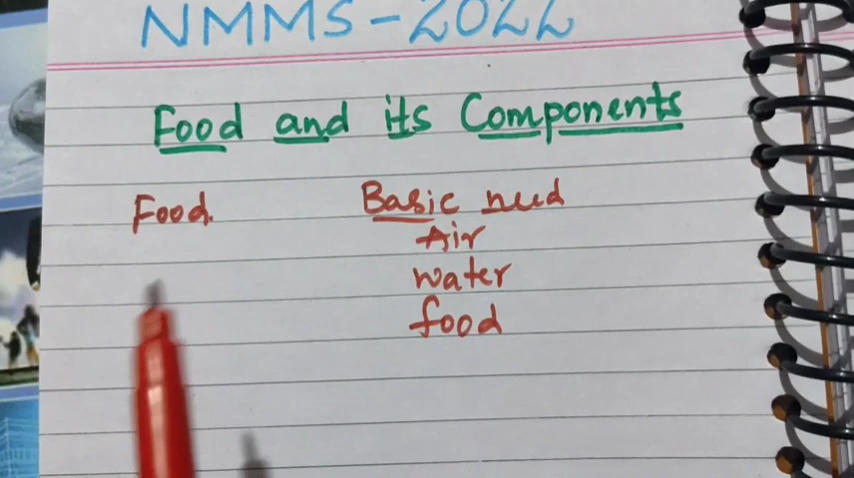 NMMS-2022
Food and its Components
Food.
Basic need
Air
water
food